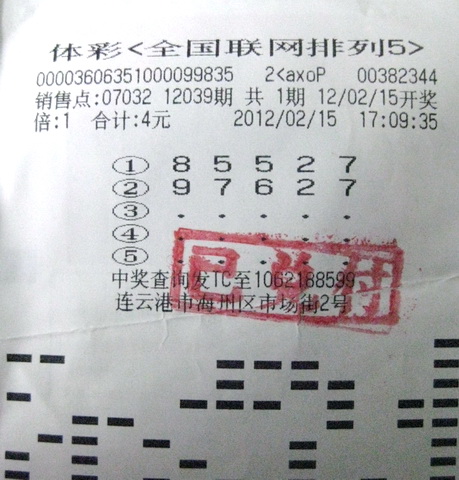 体彩<全国联网排列5>
00003606351000099835 2<axoP 00382344
销售点:07032 12039期 共 1期 12/02/15开奖
倍:1 合计:4元 2012/02/15 17:09:35
① 8 5 5 2 7
② 9 7 6 2 7
③ . . . . .
④ . . . . .
⑤ . . . . .
中奖查询发TC至1062188599
连云港市海州区市场街2号
已兑付